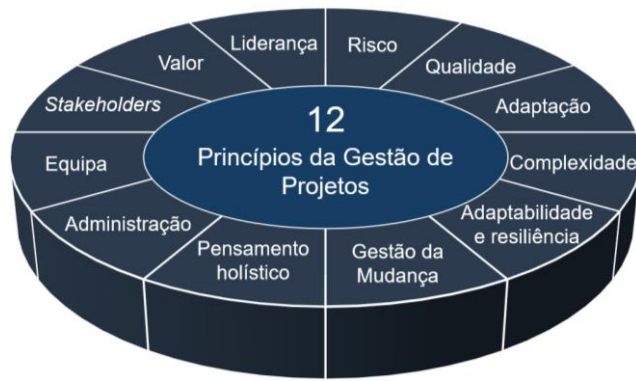 12
Princípios da Gestão de
Projetos
Liderança
Risco
Qualidade
Adaptação
Complexidade
Adaptabilidade
e resiliência
Gestão da
Mudança
Pensamento
holístico
Administração
Equipa
Stakeholders
Valor